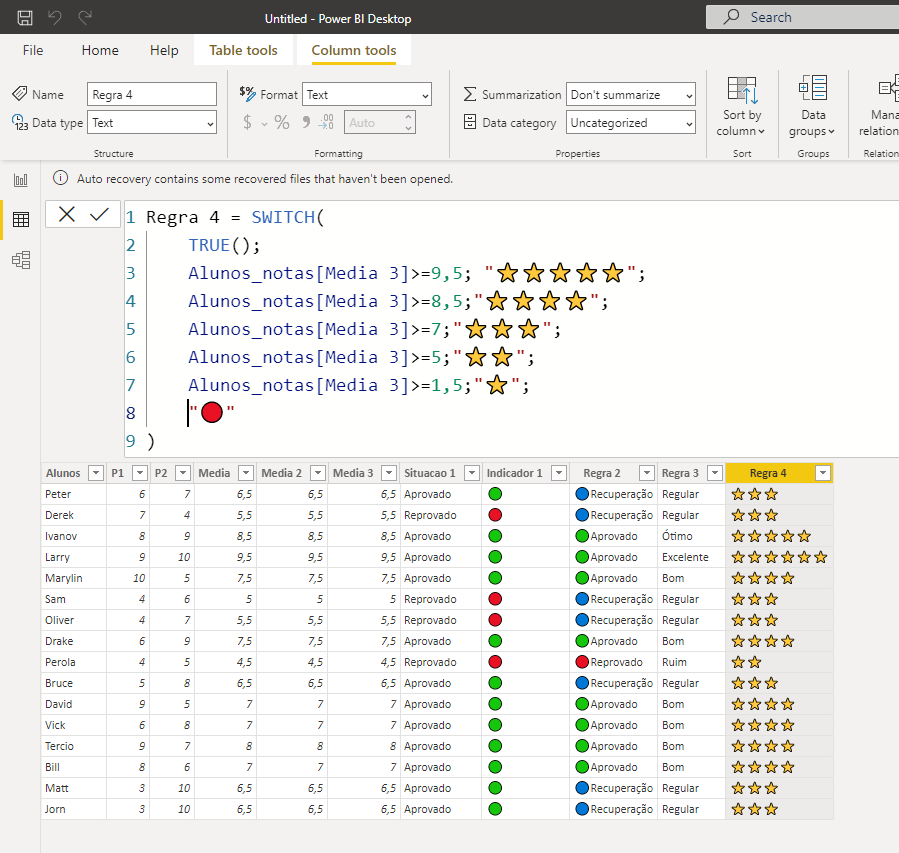 Untitled - Power BI Desktop
Search
File Home Help Table tools Column tools
Name Regra 4 $% Format Text Σ Summarization Don't summarize
Data type Text $ % 9 .00 Auto Data category Uncategorized
Sort by column Data groups Mana relation
Structure Formatting Properties Sort Groups Relation
Auto recovery contains some recovered files that haven't been opened.
1 Regra 4 = SWITCH(
2 TRUE();
3 Alunos_notas[Media 3]>=9,5; "⭐⭐⭐⭐⭐";
4 Alunos_notas[Media 3]>=8,5;"⭐⭐⭐⭐";
5 Alunos_notas[Media 3]>=7;"⭐⭐⭐";
6 Alunos_notas[Media 3]>=5;"⭐⭐";
7 Alunos_notas[Media 3]>=1,5;"⭐";
8 "🔴"
9 )
Alunos P1 P2 Media Media 2 Media 3 Situacao 1 Indicador 1 Regra 2 Regra 3 Regra 4
Peter 6 7 6,5 6,5 6,5 Aprovado 🟢 🔵Recuperação Regular ⭐⭐⭐
Derek 7 4 5,5 5,5 5,5 Reprovado 🔴 🔵Recuperação Regular ⭐⭐⭐
Ivanov 8 9 8,5 8,5 8,5 Aprovado 🟢 🟢Aprovado Ótimo ⭐⭐⭐⭐⭐
Larry 9 10 9,5 9,5 9,5 Aprovado 🟢 🟢Aprovado Excelente ⭐⭐⭐⭐⭐⭐
Marylin 10 5 7,5 7,5 7,5 Aprovado 🟢 🟢Aprovado Bom ⭐⭐⭐⭐
Sam 4 6 5 5 5 Reprovado 🔴 🔵Recuperação Regular ⭐⭐⭐
Oliver 4 7 5,5 5,5 5,5 Reprovado 🔴 🔵Recuperação Regular ⭐⭐⭐
Drake 6 9 7,5 7,5 7,5 Aprovado 🟢 🟢Aprovado Bom ⭐⭐⭐⭐
Perola 4 5 4,5 4,5 4,5 Reprovado 🔴 🔴Reprovado Ruim ⭐⭐
Bruce 5 8 6,5 6,5 6,5 Aprovado 🟢 🔵Recuperação Regular ⭐⭐⭐
David 9 5 7 7 7 Aprovado 🟢 🟢Aprovado Bom ⭐⭐⭐⭐
Vick 6 8 7 7 7 Aprovado 🟢 🟢Aprovado Bom ⭐⭐⭐⭐
Tercio 9 7 8 8 8 Aprovado 🟢 🟢Aprovado Bom ⭐⭐⭐⭐
Bill 8 6 7 7 7 Aprovado 🟢 🟢Aprovado Bom ⭐⭐⭐⭐
Matt 3 10 6,5 6,5 6,5 Aprovado 🟢 🔵Recuperação Regular ⭐⭐⭐
Jorn 3 10 6,5 6,5 6,5 Aprovado 🟢 🔵Recuperação Regular ⭐⭐⭐